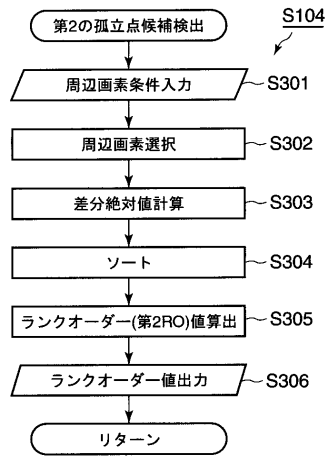 第2の孤立点候補検出
S104
周辺画素条件入力
S301
周辺画素選択
S302
差分絶対値計算
S303
ソート
S304
ランクオーダー(第2RO)値算出
S305
ランクオーダー値出力
S306
リターン